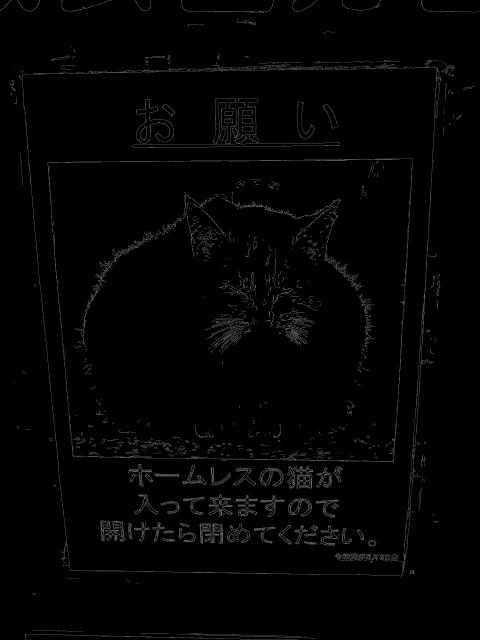 お願い
ホームレスの猫が
入って来ますので
開けたら閉めてください。